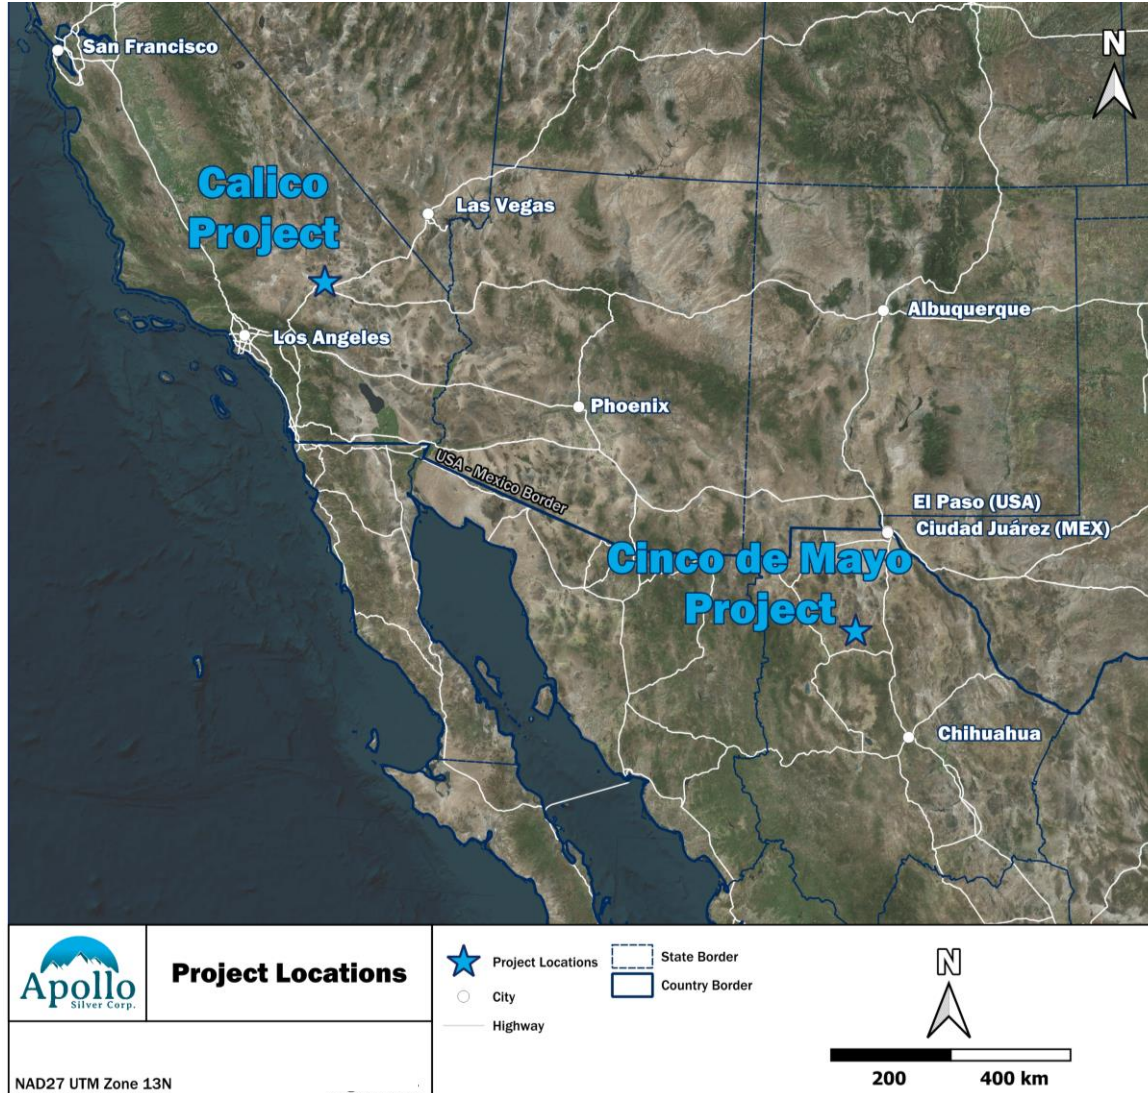 San Francisco
N
Calico
Project
Las Vegas
Los Angeles
Albuquerque
Phoenix
USA - Mexico Border
El Paso (USA)
Ciudad Juárez (MEX)
Cinco de Mayo
Project
Chihuahua
Apollo
Silver Corp.
Project Locations
Project Locations
City
Highway
State Border
Country Border
N
200 400 km
NAD27 UTM Zone 13N